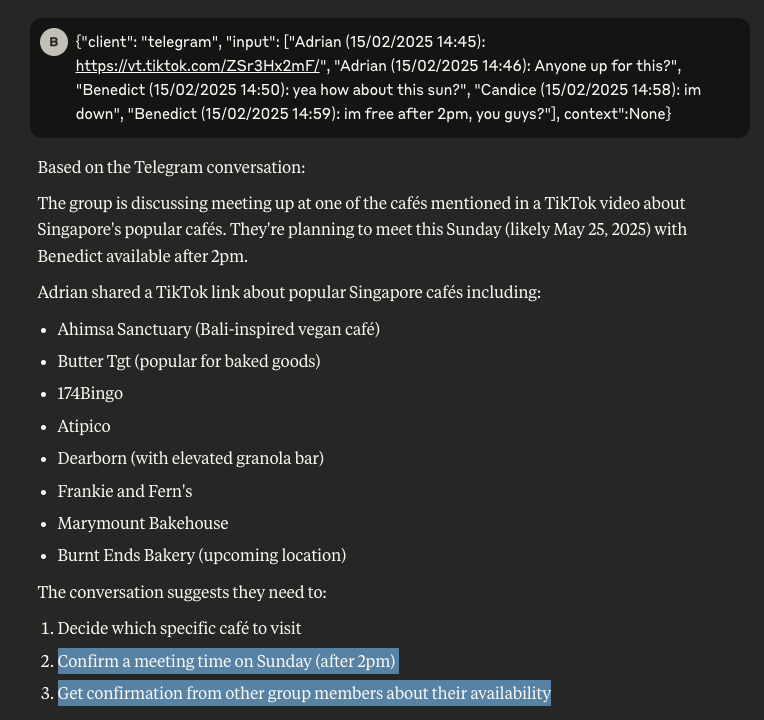 B
{"client": "telegram", "input": ["Adrian (15/02/2025 14:45):
https://vt.tiktok.com/ZSr3Hx2mF/", "Adrian (15/02/2025 14:46): Anyone up for this?",
"Benedict (15/02/2025 14:50): yea how about this sun?", "Candice (15/02/2025 14:58): im
down", "Benedict (15/02/2025 14:59): im free after 2pm, you guys?"], context":None}
Based on the Telegram conversation:
The group is discussing meeting up at one of the cafés mentioned in a TikTok video about
Singapore's popular cafés. They're planning to meet this Sunday (likely May 25, 2025) with
Benedict available after 2pm.
Adrian shared a TikTok link about popular Singapore cafés including:
• Ahimsa Sanctuary (Bali-inspired vegan café)
• Butter Tgt (popular for baked goods)
• 174Bingo
• Atipico
• Dearborn (with elevated granola bar)
• Frankie and Fern's
• Marymount Bakehouse
• Burnt Ends Bakery (upcoming location)
The conversation suggests they need to:
1. Decide which specific café to visit
2. Confirm a meeting time on Sunday (after 2pm)
3. Get confirmation from other group members about their availability